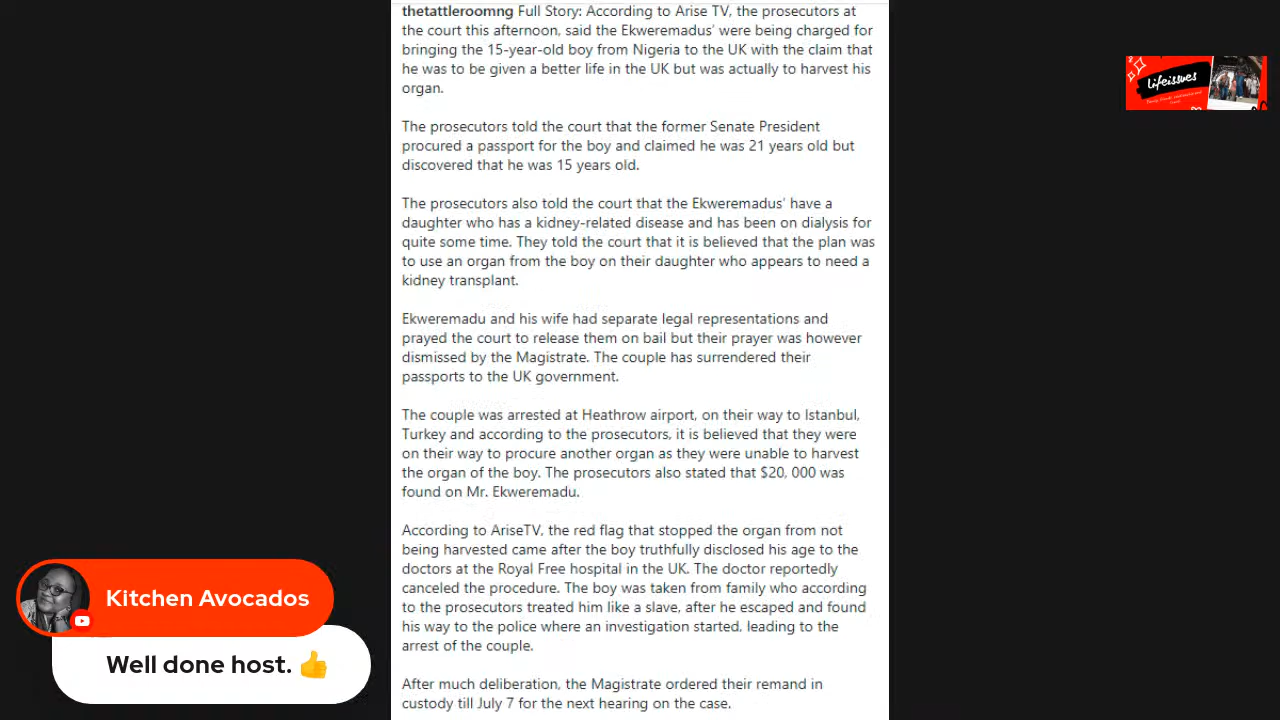 thetattleroomng Full Story: According to Arise TV, the prosecutors at
the court this afternoon, said the Ekweremadus' were being charged for
bringing the 15-year-old boy from Nigeria to the UK with the claim that
he was to be given a better life in the UK but was actually to harvest his
organ.
The prosecutors told the court that the former Senate President
procured a passport for the boy and claimed he was 21 years old but
discovered that he was 15 years old.
The prosecutors also told the court that the Ekweremadus' have a
daughter who has a kidney-related disease and has been on dialysis for
quite some time. They told the court that it is believed that the plan was
to use an organ from the boy on their daughter who appears to need a
kidney transplant.
Ekweremadu and his wife had separate legal representations and
prayed the court to release them on bail but their prayer was however
dismissed by the Magistrate. The couple has surrendered their
passports to the UK government.
The couple was arrested at Heathrow airport, on their way to Istanbul,
Turkey and according to the prosecutors, it is believed that they were
on their way to procure another organ as they were unable to harvest
the organ of the boy. The prosecutors also stated that $20, 000 was
found on Mr. Ekweremadu.
According to AriseTV, the red flag that stopped the organ from not
being harvested came after the boy truthfully disclosed his age to the
doctors at the Royal Free hospital in the UK. The doctor reportedly
canceled the procedure. The boy was taken from family who according
to the prosecutors treated him like a slave, after he escaped and found
his way to the police where an investigation started, leading to the
arrest of the couple.
After much deliberation, the Magistrate ordered their remand in
custody till July 7 for the next hearing on the case.
Kitchen Avocados
Well done host. 👍
lifeissues